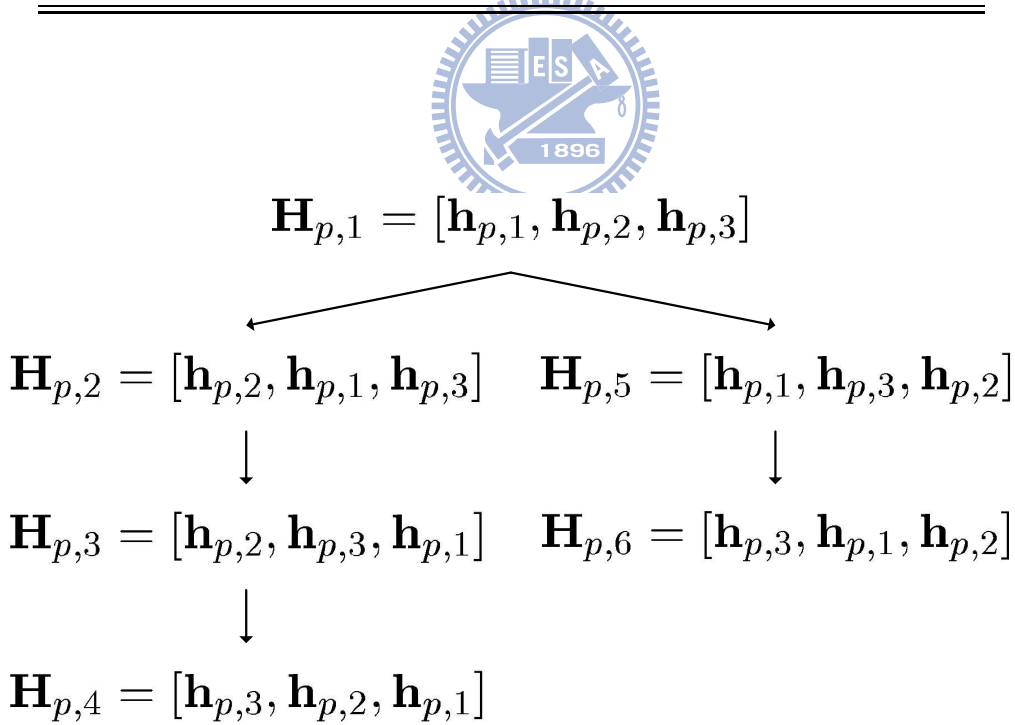 E S A
1896
H_{p,1} = [h_{p,1}, h_{p,2}, h_{p,3}]
H_{p,2} = [h_{p,2}, h_{p,1}, h_{p,3}] H_{p,5} = [h_{p,1}, h_{p,3}, h_{p,2}]
H_{p,3} = [h_{p,2}, h_{p,3}, h_{p,1}] H_{p,6} = [h_{p,3}, h_{p,1}, h_{p,2}]
H_{p,4} = [h_{p,3}, h_{p,2}, h_{p,1}]